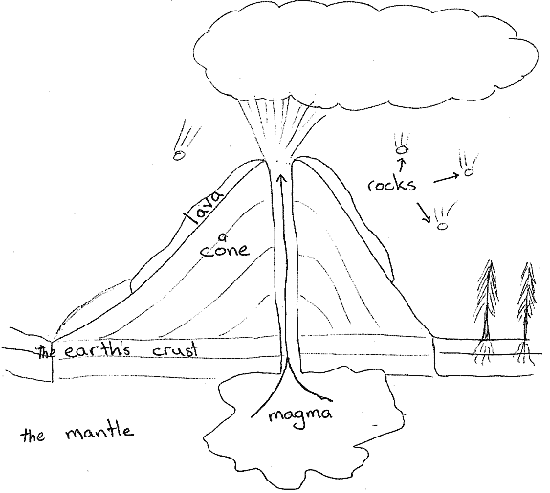 rocks
lava
a
cone
the earths crust
magma
the mantle